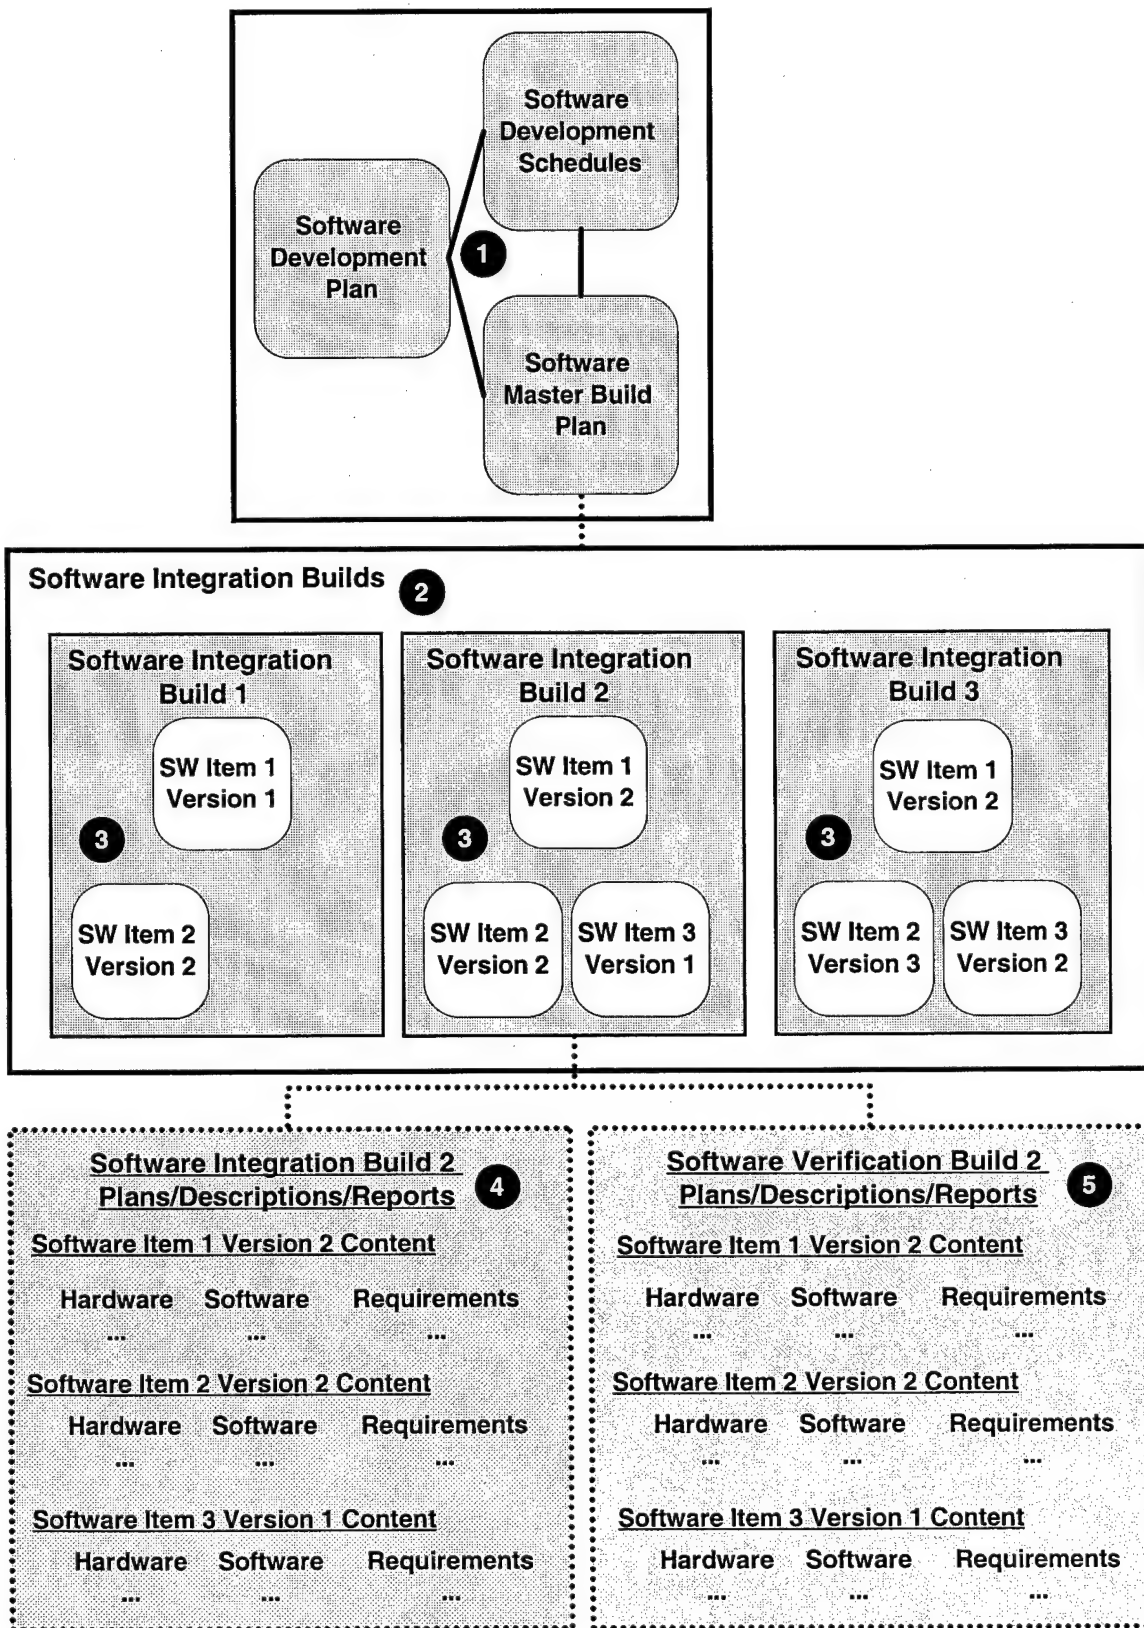 Software
Development
Schedules
Software
Development
Plan
1
Software
Master Build
Plan
Software Integration Builds 2
Software Integration
Build 1
SW Item 1
Version 1
3
SW Item 2
Version 2
Software Integration
Build 2
SW Item 1
Version 2
3
SW Item 2
Version 2
SW Item 3
Version 1
Software Integration
Build 3
SW Item 1
Version 2
3
SW Item 2
Version 3
SW Item 3
Version 2
Software Integration Build 2
Plans/Descriptions/Reports
4
Software Item 1 Version 2 Content
Hardware Software Requirements
... ... ...
Software Item 2 Version 2 Content
Hardware Software Requirements
... ... ...
Software Item 3 Version 1 Content
Hardware Software Requirements
... ... ...
Software Verification Build 2
Plans/Descriptions/Reports
5
Software Item 1 Version 2 Content
Hardware Software Requirements
... ... ...
Software Item 2 Version 2 Content
Hardware Software Requirements
... ... ...
Software Item 3 Version 1 Content
Hardware Software Requirements
... ... ...